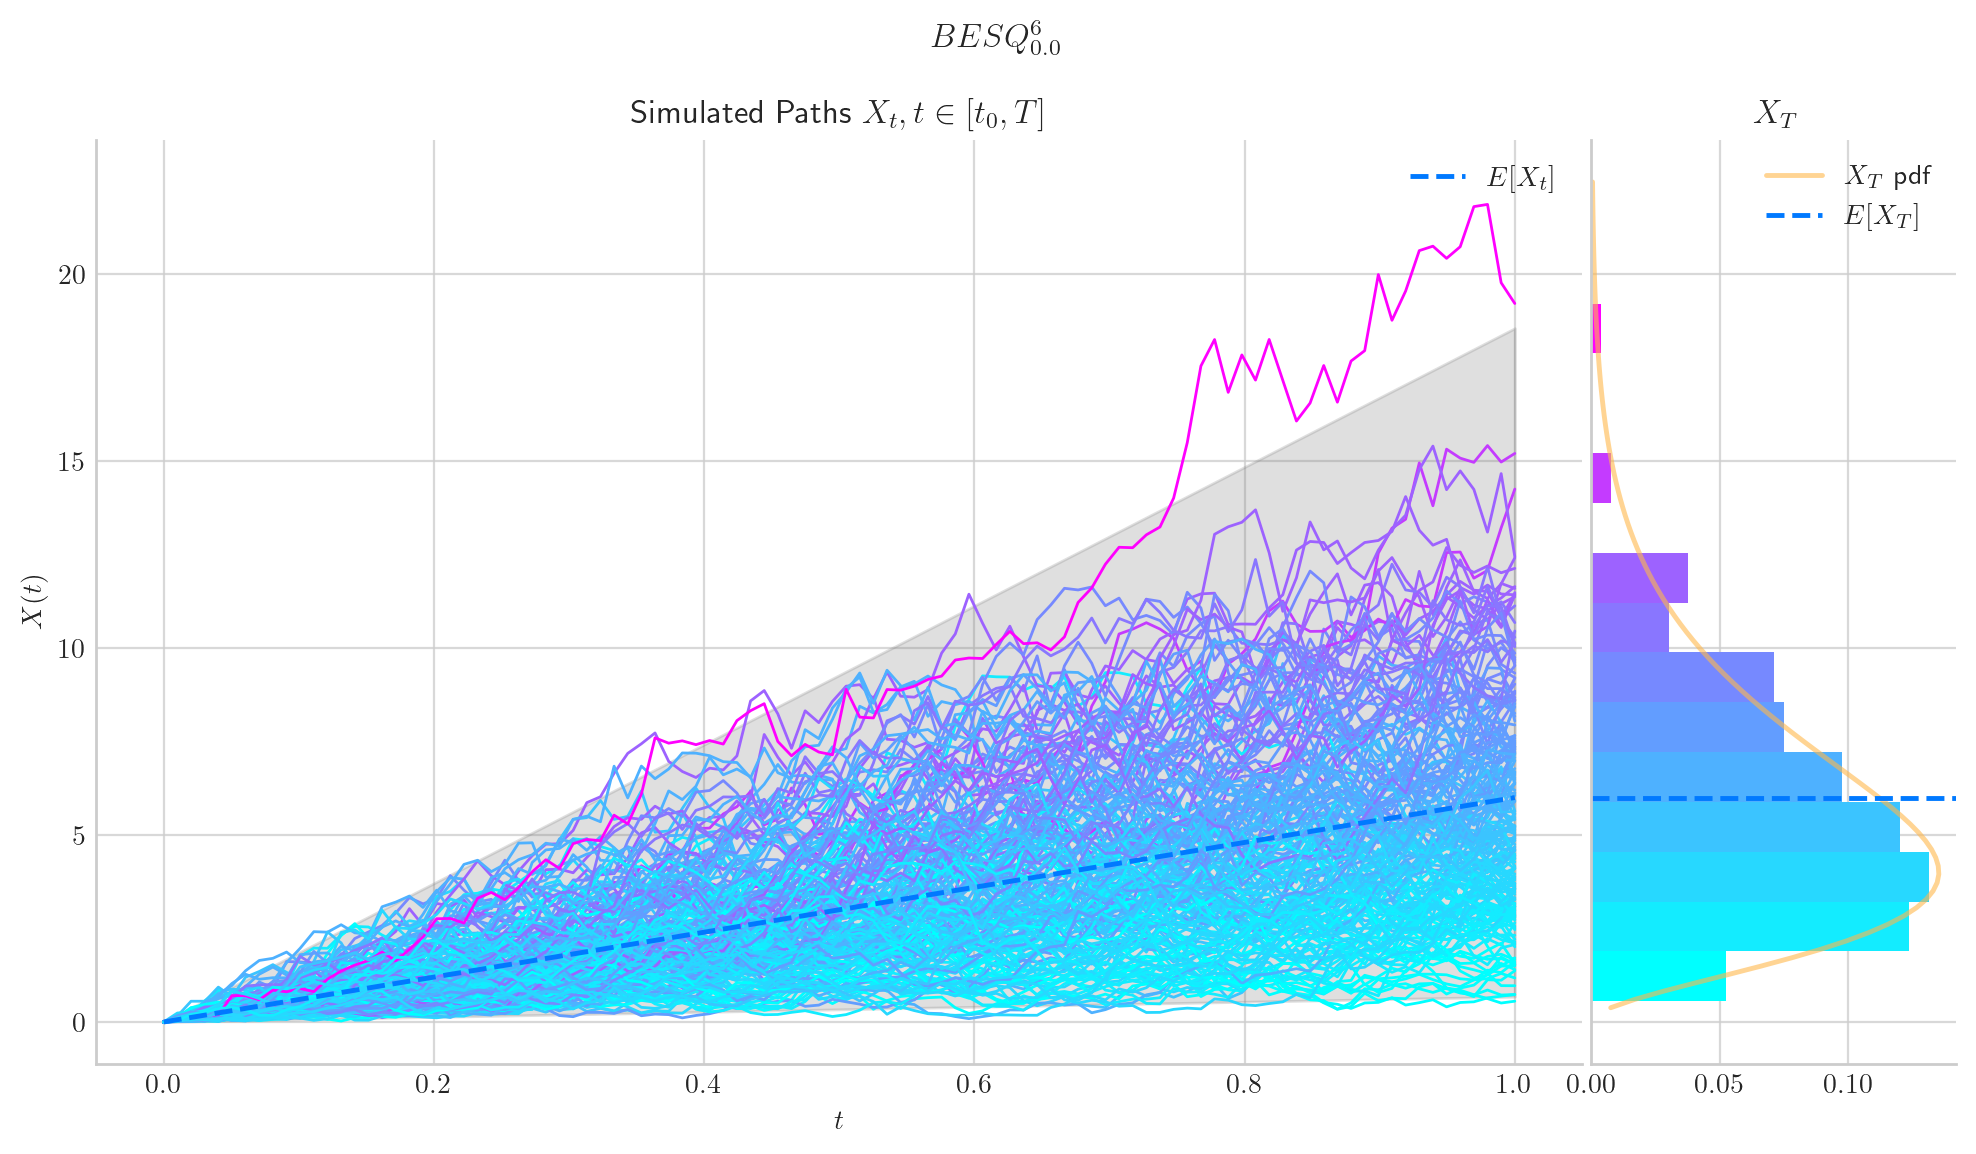 $BESQ^{6}_{0.0}$
Simulated Paths $X_t, t \in [t_0, T]$
$X_T$
$E[X_t]$
$X_T$ pdf
$E[X_T]$
$X(t)$
20
15
10
5
0
0.0 0.2 0.4 0.6 0.8 1.0 0.00 0.05 0.10
$t$